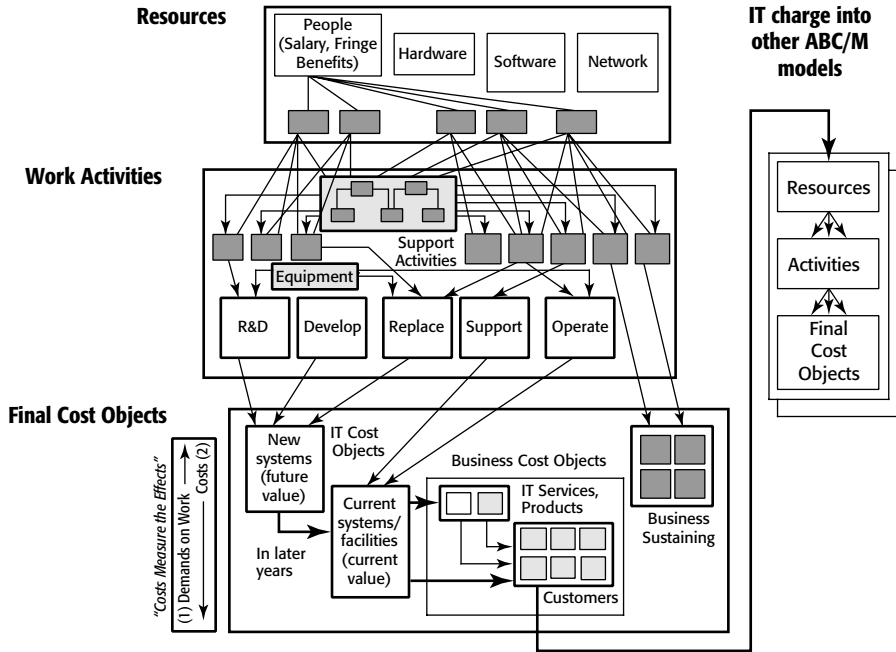 Resources
People
(Salary, Fringe
Benefits)
Hardware
Software
Network
IT charge into
other ABC/M
models
Resources
Activities
Final
Cost
Objects
Work Activities
Support
Activities
Equipment
R&D
Develop
Replace
Support
Operate
Final Cost Objects
"Costs Measure the Effects"
(1) Demands on Work
Costs (2)
New
systems
(future
value)
IT Cost
Objects
In later
years
Current
systems/
facilities
(current
value)
Business Cost Objects
IT Services,
Products
Customers
Business
Sustaining